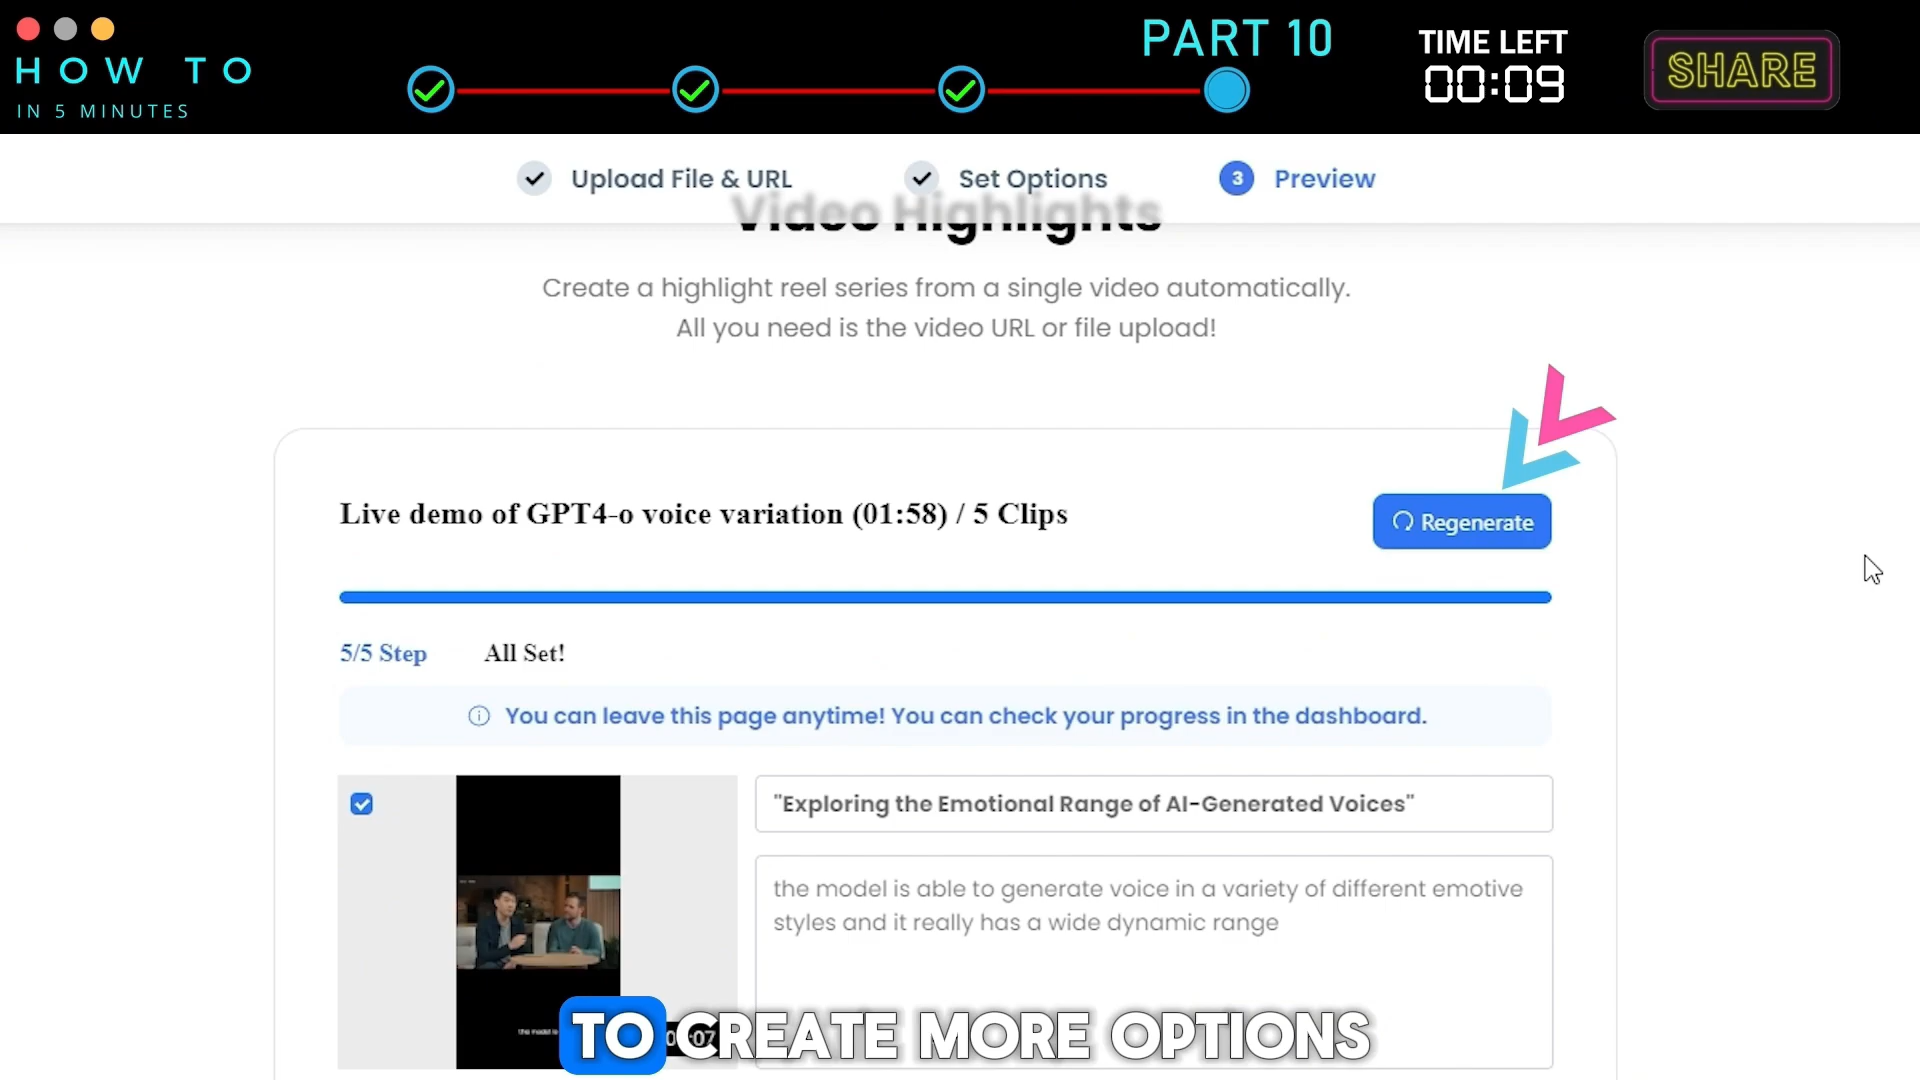 HOW TO
IN 5 MINUTES
PART 10
TIME LEFT
00:09
SHARE
Upload File & URL
Set Options
3 Preview
Video Highlights
Create a highlight reel series from a single video automatically.
All you need is the video URL or file upload!
Live demo of GPT4-o voice variation (01:58) / 5 Clips
Regenerate
5/5 Step All Set!
You can leave this page anytime! You can check your progress in the dashboard.
"Exploring the Emotional Range of AI-Generated Voices"
the model is able to generate voice in a variety of different emotive
styles and it really has a wide dynamic range
TO CREATE MORE OPTIONS